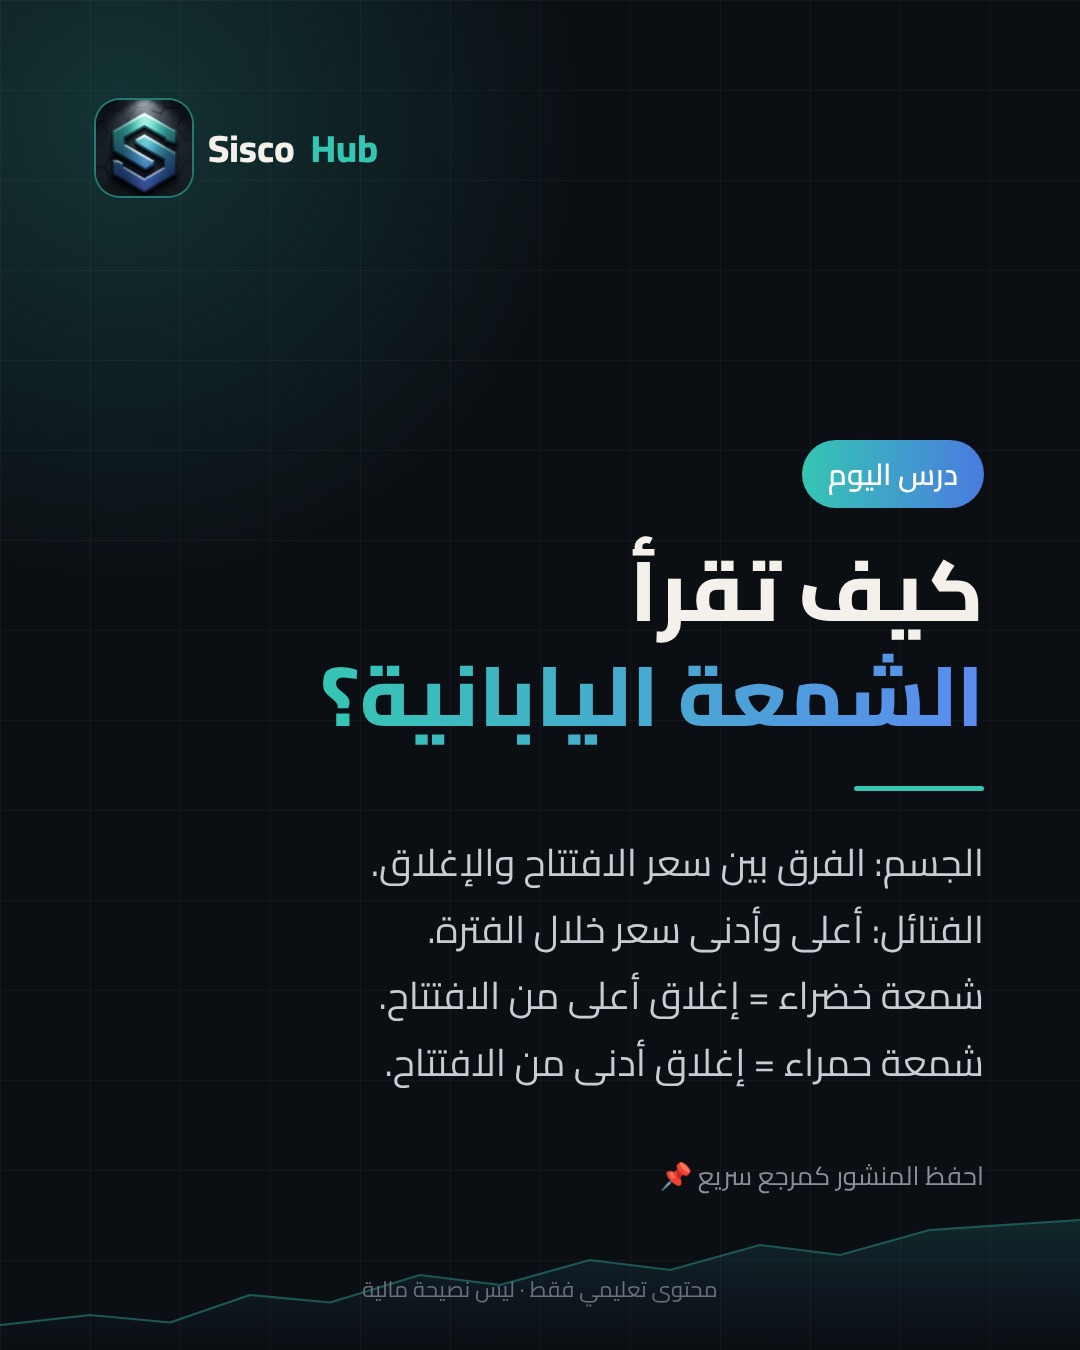 Sisco Hub
درس اليوم
كيف تقرأ
الشمعة اليابانية؟
الجسم: الفرق بين سعر الافتتاح والإغلاق.
الفتائل: أعلى وأدنى سعر خلال الفترة.
شمعة خضراء = إغلاق أعلى من الافتتاح.
شمعة حمراء = إغلاق أدنى من الافتتاح.
احفظ المنشور كمرجع سريع 📌
محتوى تعليمي فقط · ليس نصيحة مالية